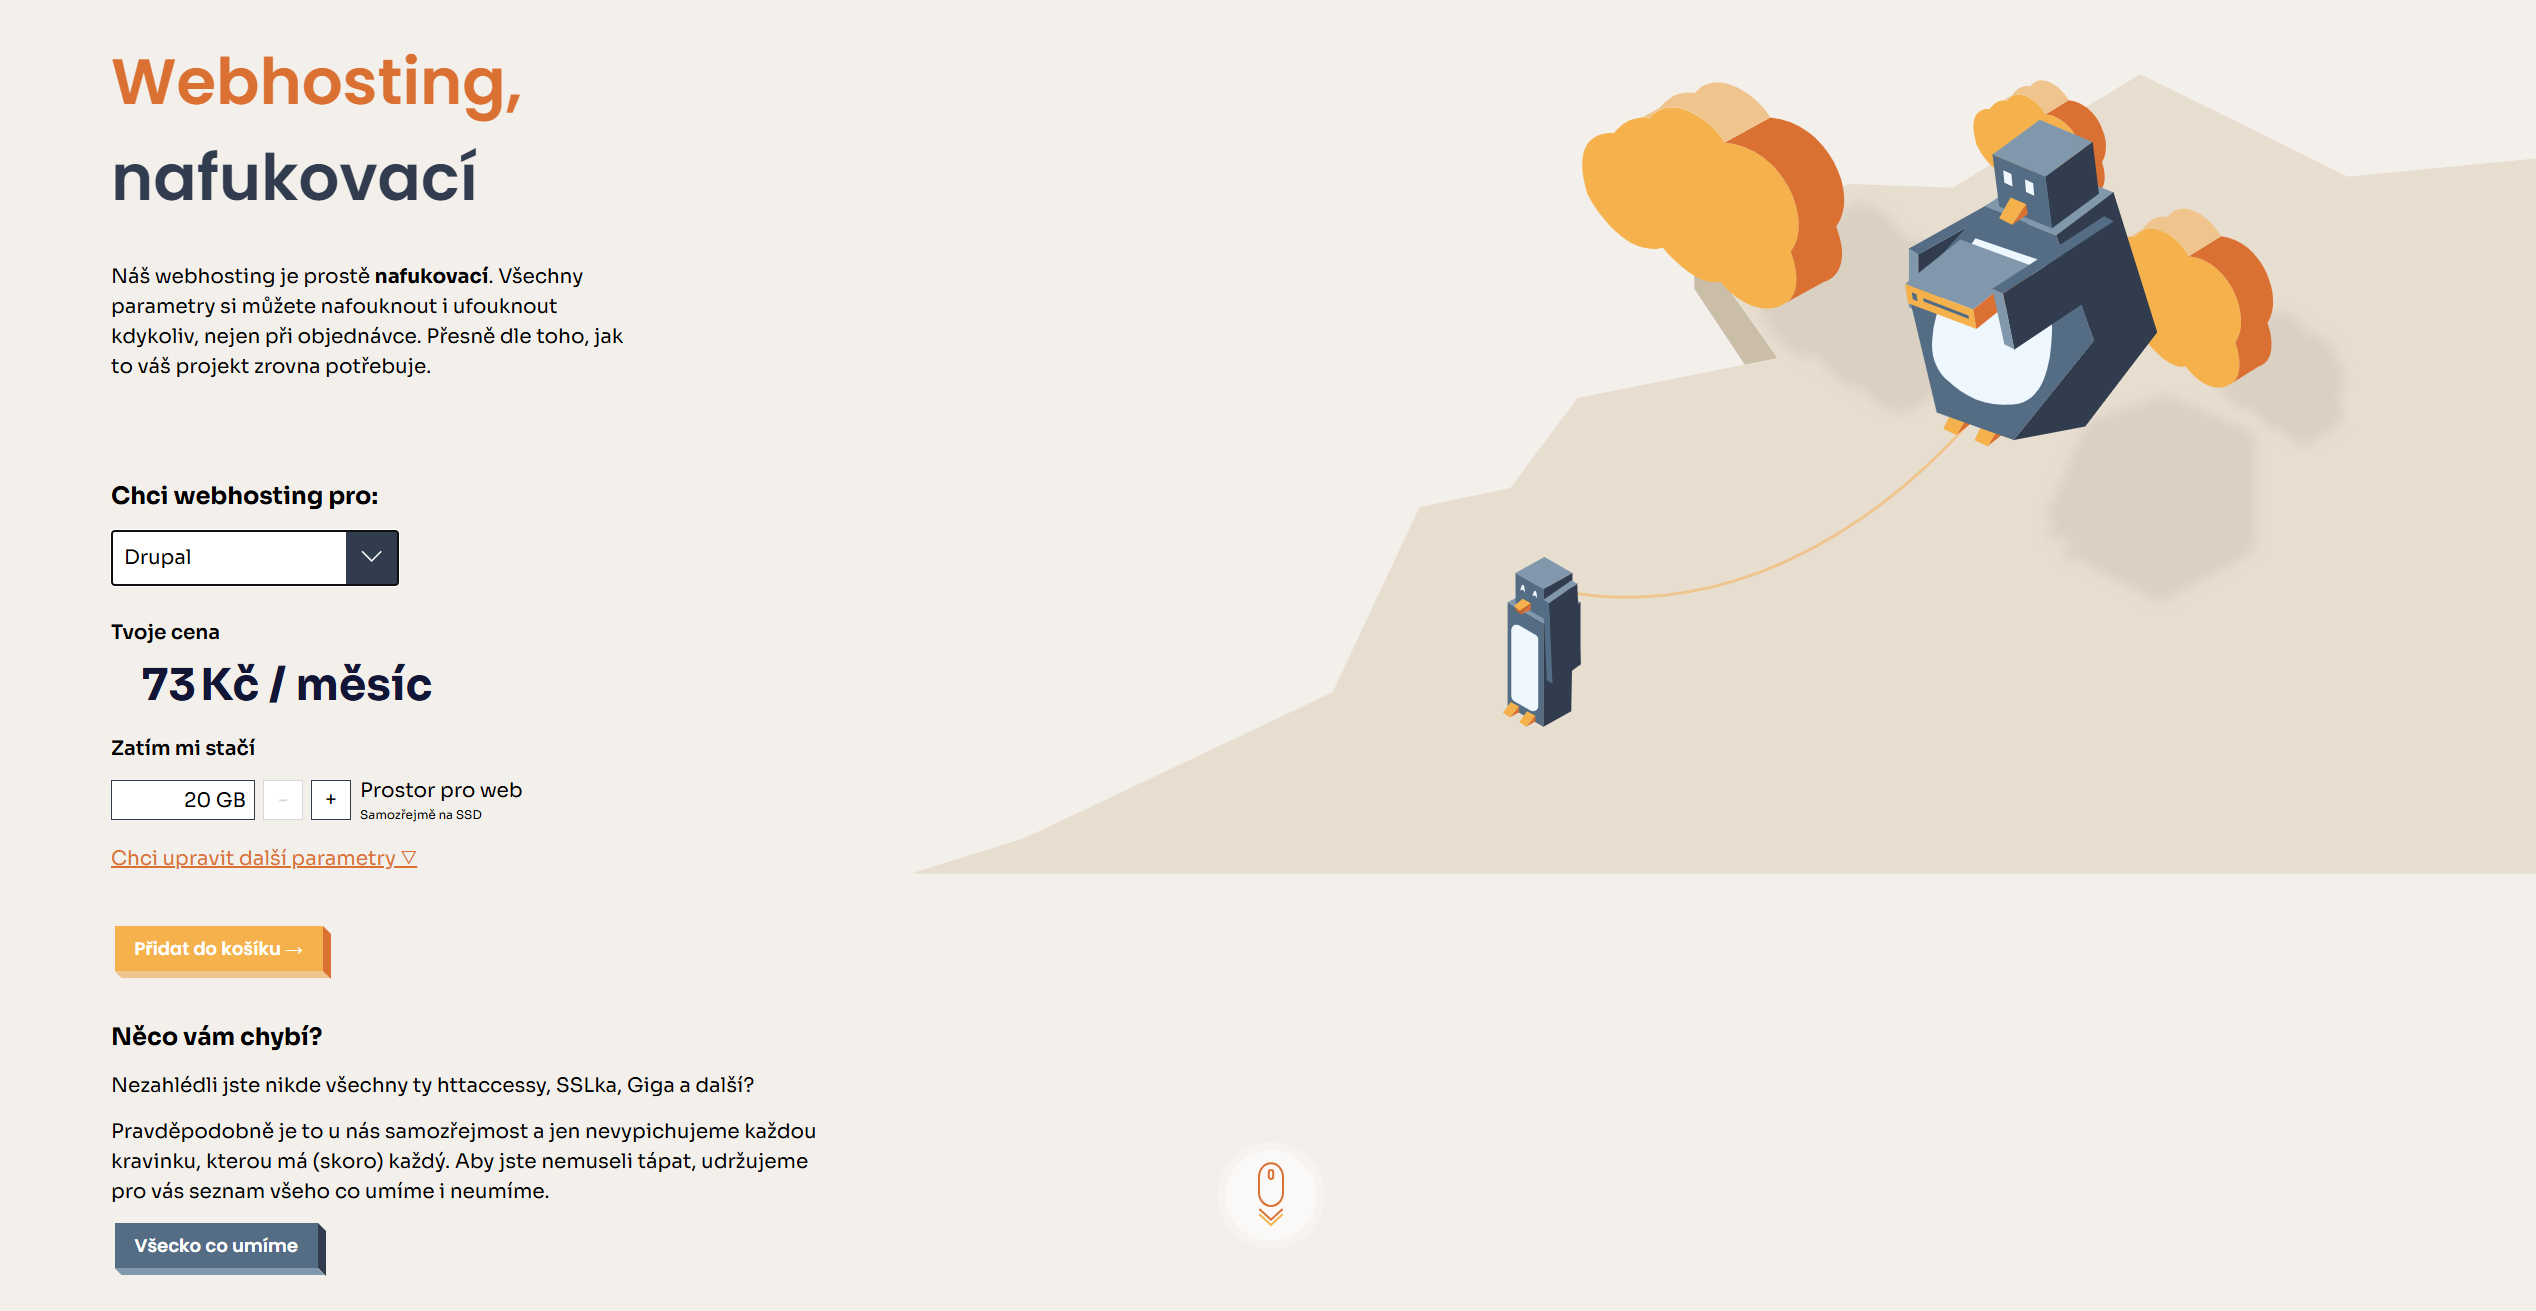 Webhosting,
nafukovací
Náš webhosting je prostě nafukovací. Všechny
parametry si můžete nafouknout i ufouknout
kdykoliv, nejen při objednávce. Přesně dle toho, jak
to váš projekt zrovna potřebuje.
Chci webhosting pro:
Drupal
Tvoje cena
73 Kč / měsíc
Zatím mi stačí
20 GB - + Prostor pro web
Samozřejmě na SSD
Chci upravit další parametry ▽
Přidat do košíku →
Něco vám chybí?
Nezahlédli jste nikde všechny ty httaccessy, SSLka, Giga a další?
Pravděpodobně je to u nás samozřejmost a jen nevypichujeme každou
kravinku, kterou má (skoro) každý. Aby jste nemuseli tápat, udržujeme
pro vás seznam všeho co umíme i neumíme.
Všecko co umíme